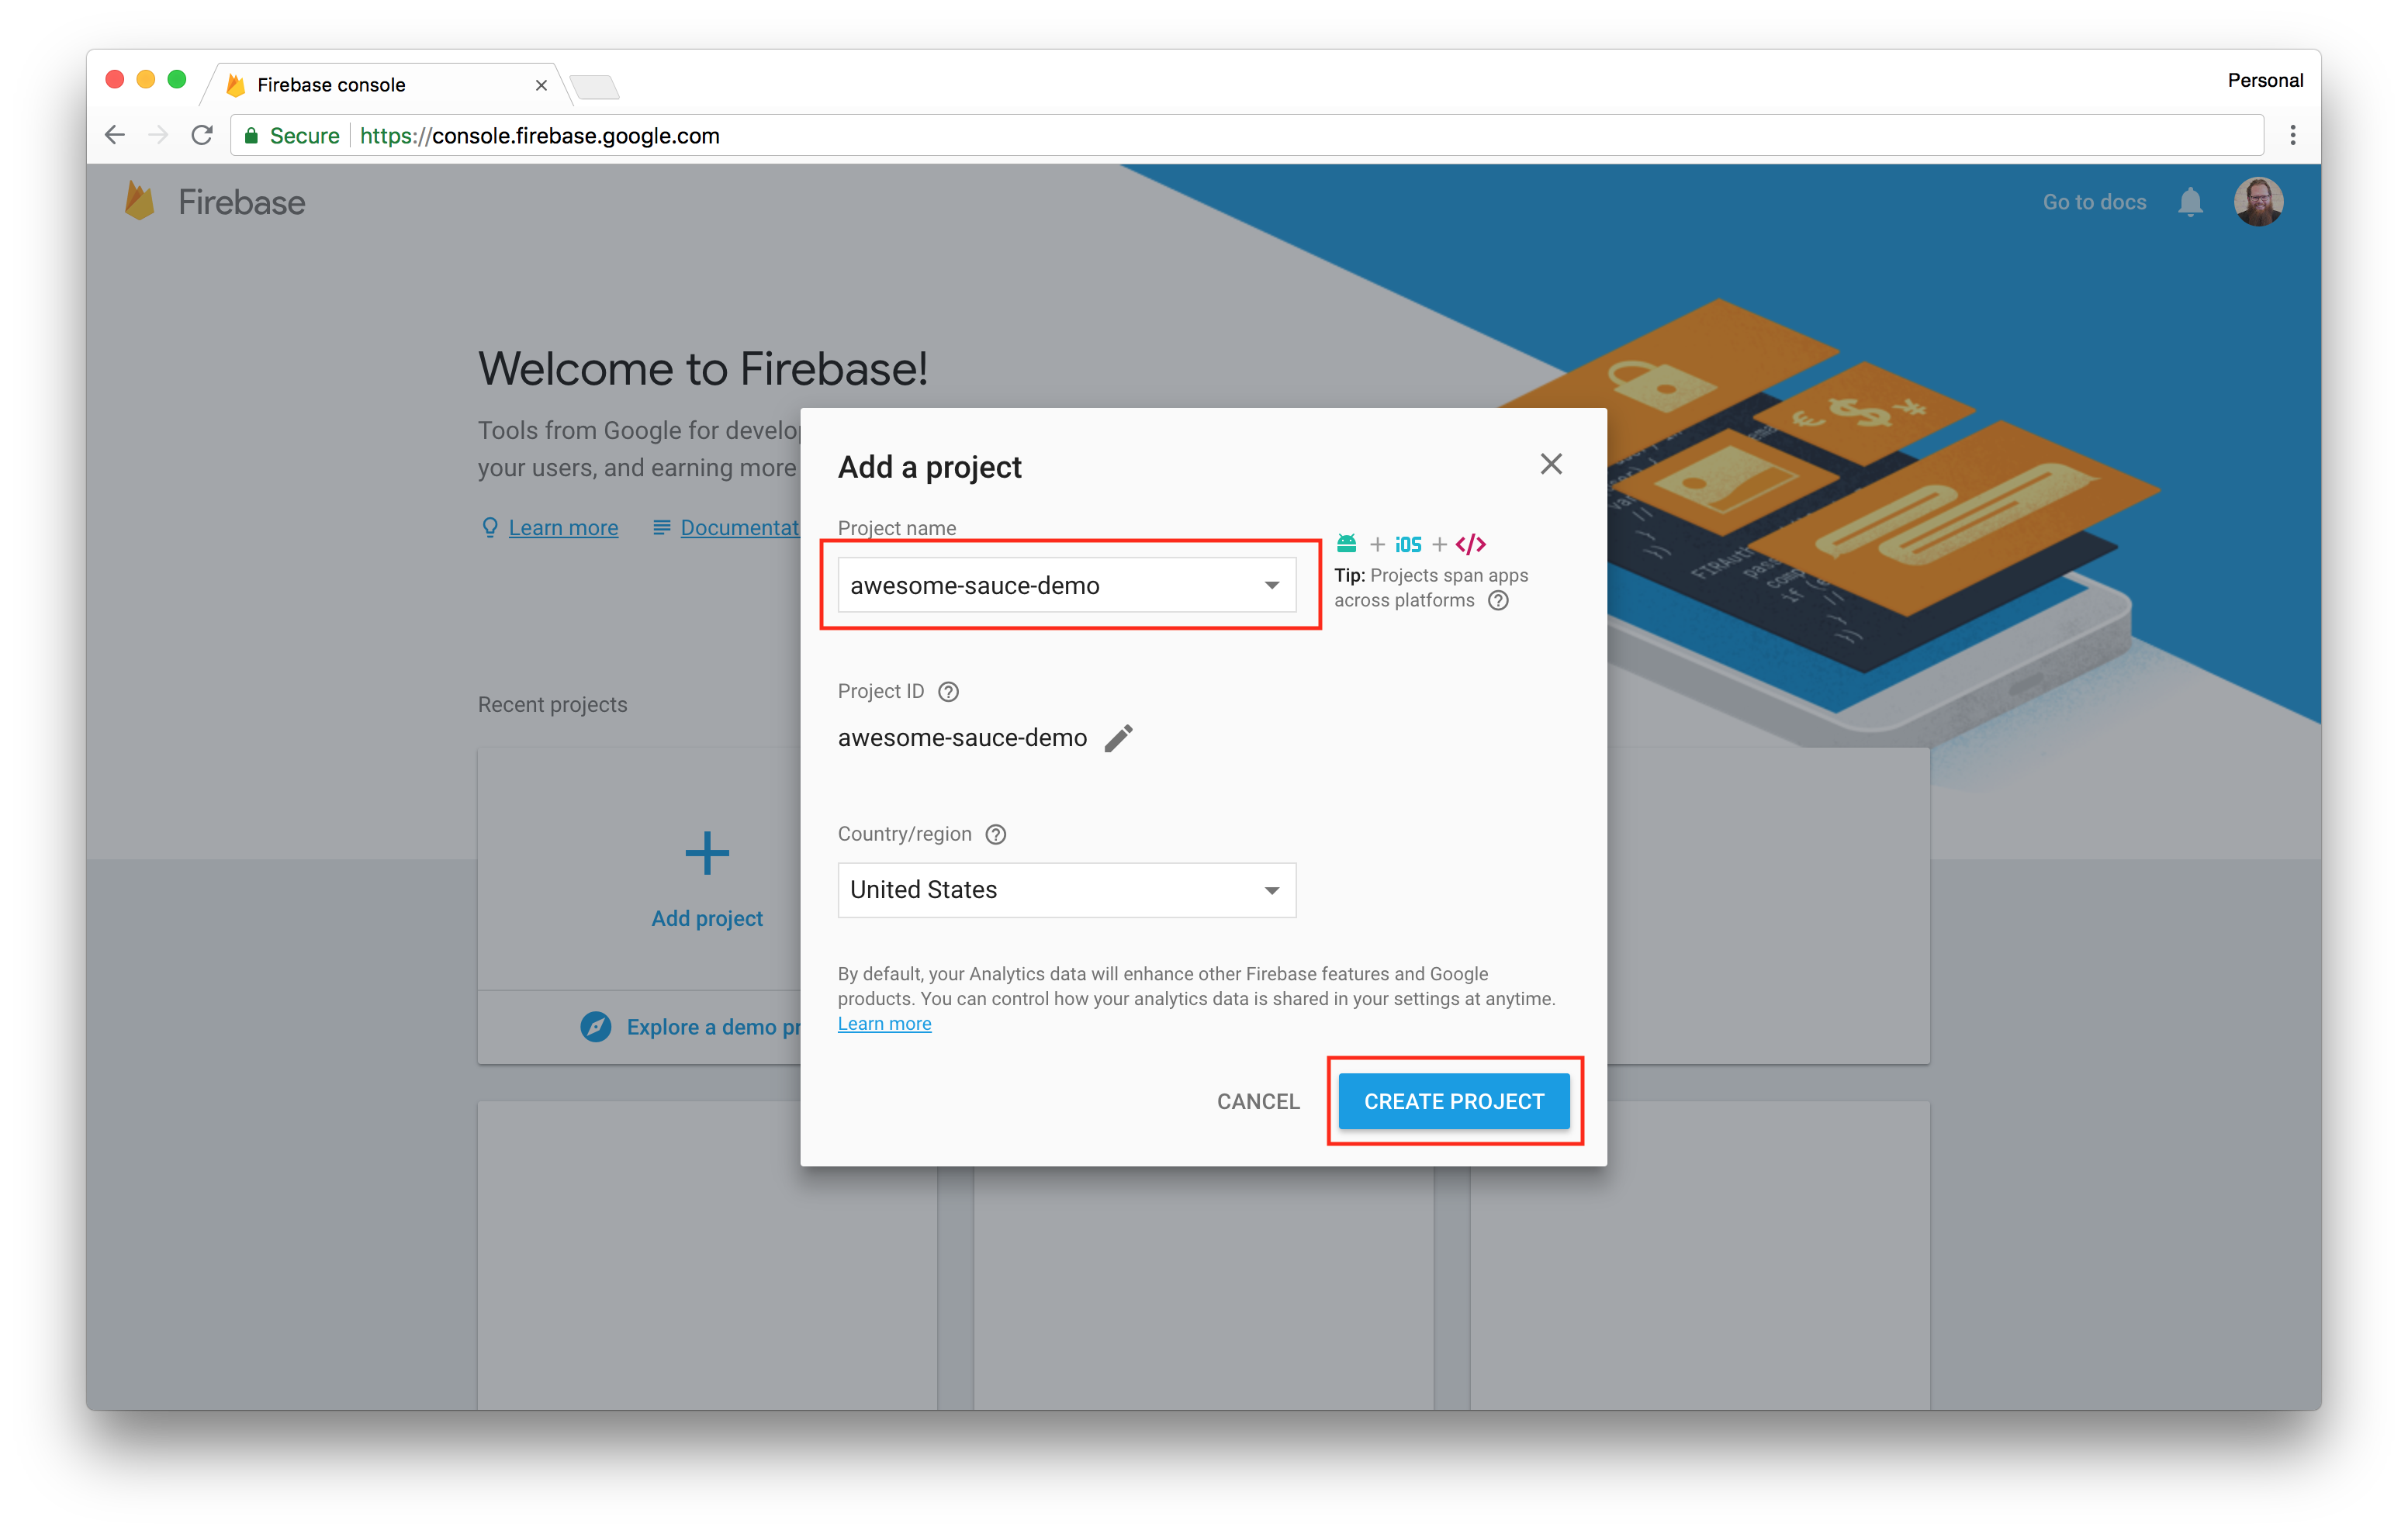 Firebase console
Personal
Secure https://console.firebase.google.com
Firebase
Go to docs
Welcome to Firebase!
Tools from Google for develop
your users, and earning more
Learn more
Documentat
Add a project
Project name
awesome-sauce-demo
+ iOS + </>
Tip: Projects span apps
across platforms
Project ID
awesome-sauce-demo
Country/region
United States
By default, your Analytics data will enhance other Firebase features and Google
products. You can control how your analytics data is shared in your settings at anytime.
Learn more
CANCEL
CREATE PROJECT
Recent projects
Add project
Explore a demo pr
FIRAuth